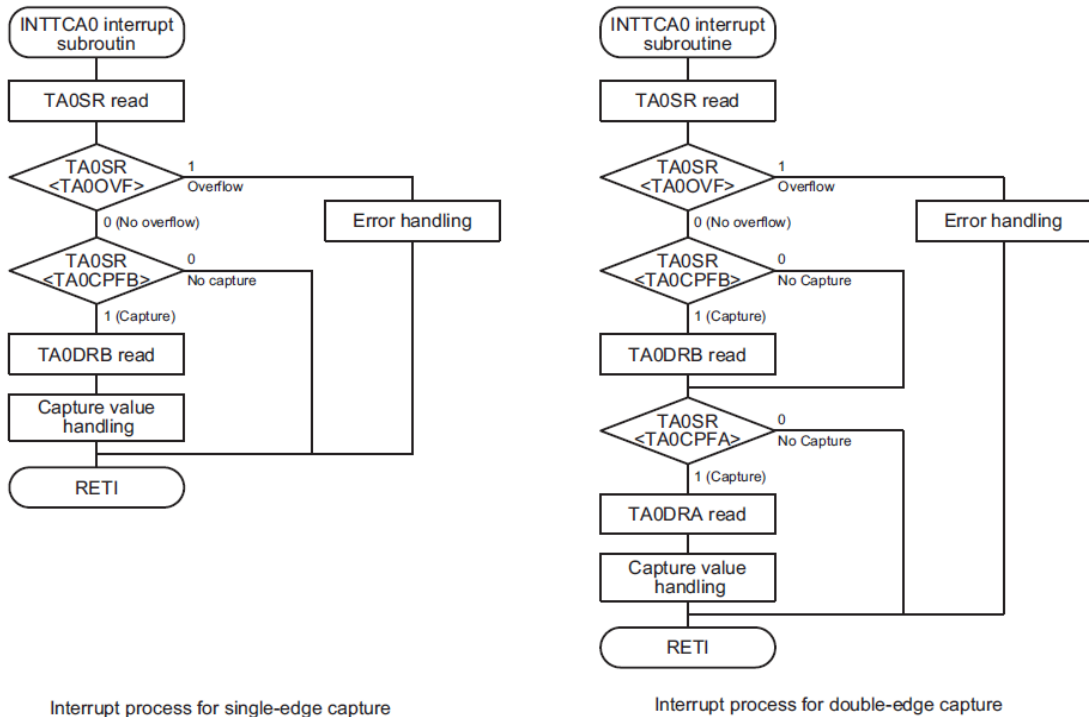 INTTCA0 interrupt
subroutin
TA0SR read
TA0SR
<TA0OVF>
1
Overflow
0 (No overflow)
Error handling
TA0SR
<TA0CPFB>
0
No capture
1 (Capture)
TA0DRB read
Capture value
handling
RETI
Interrupt process for single-edge capture
INTTCA0 interrupt
subroutine
TA0SR read
TA0SR
<TA0OVF>
1
Overflow
0 (No overflow)
Error handling
TA0SR
<TA0CPFB>
0
No Capture
1 (Capture)
TA0DRB read
TA0SR
<TA0CPFA>
0
No Capture
1 (Capture)
TA0DRA read
Capture value
handling
RETI
Interrupt process for double-edge capture